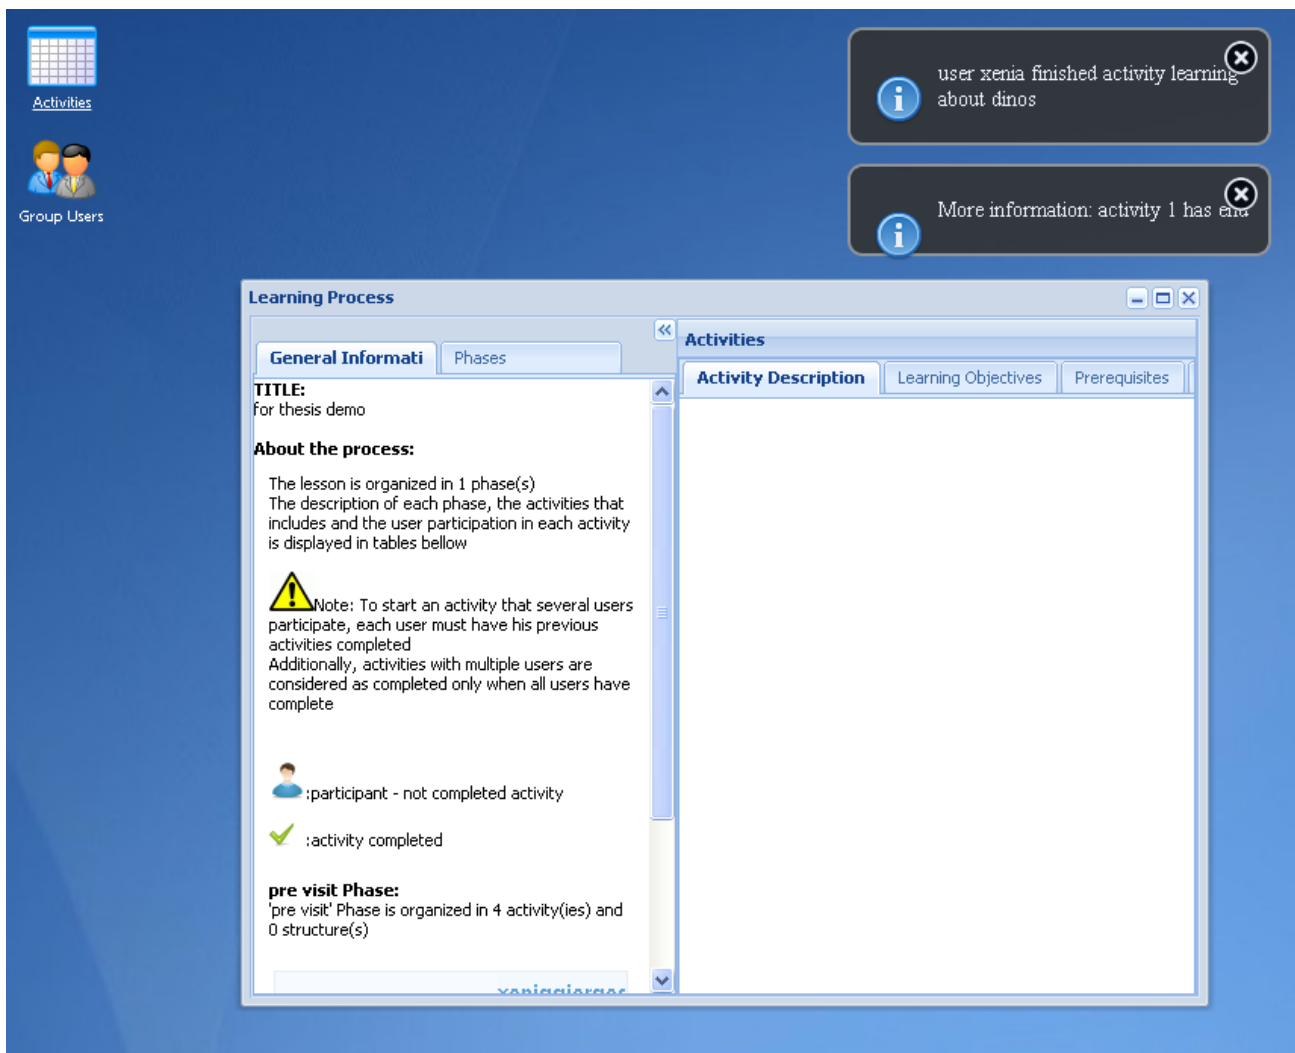 Activities
Group Users
user xenia finished activity learning
about dinos
More information: activity 1 has end
Learning Process
General Informati
Phases
TITLE:
for thesis demo
About the process:
The lesson is organized in 1 phase(s)
The description of each phase, the activities that
includes and the user participation in each activity
is displayed in tables bellow
Note: To start an activity that several users
participate, each user must have his previous
activities completed
Additionally, activities with multiple users are
considered as completed only when all users have
complete
:participant - not completed activity
:activity completed
pre visit Phase:
'pre visit' Phase is organized in 4 activity(ies) and
0 structure(s)
Activities
Activity Description
Learning Objectives
Prerequisites